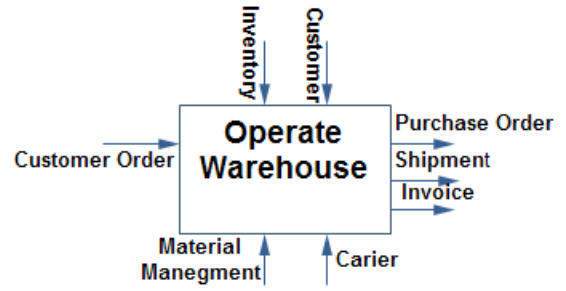 Inventory
Customer
Operate
Warehouse
Customer Order
Purchase Order
Shipment
Invoice
Material
Manegment
Carier